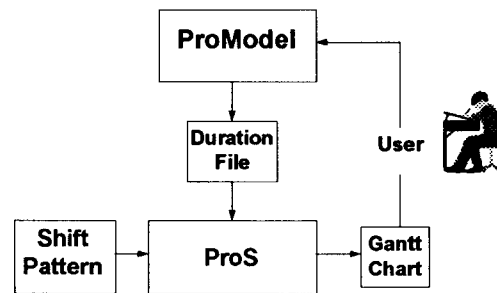 ProModel
Duration
File
User
Shift
Pattern
ProS
Gantt
Chart